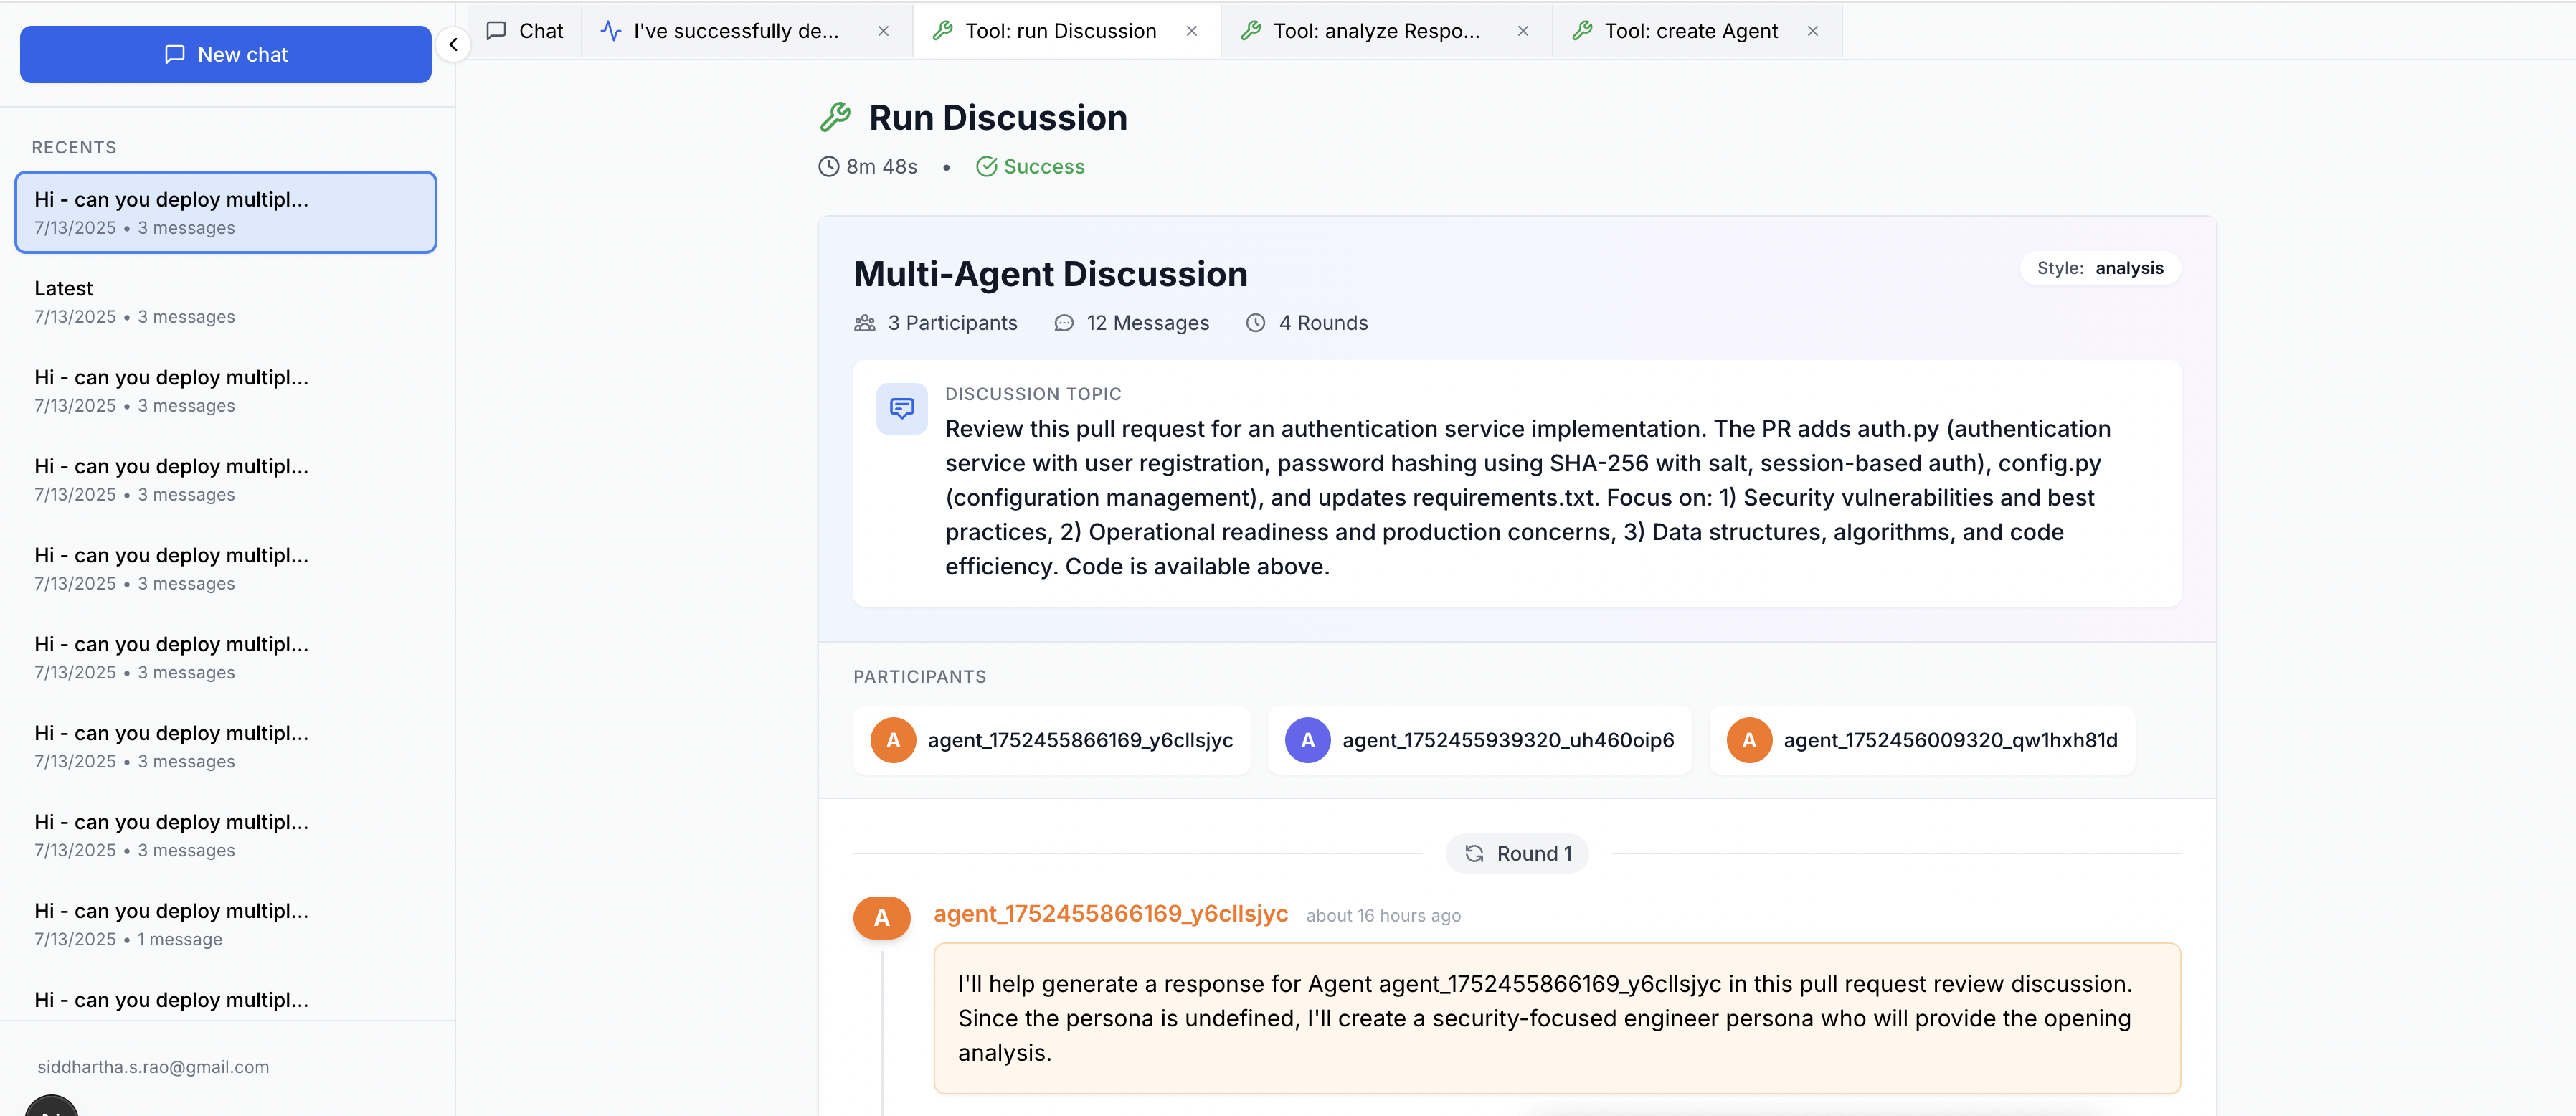 New chat
RECENTS
Hi - can you deploy multipl...
7/13/2025 • 3 messages
Latest
7/13/2025 • 3 messages
Hi - can you deploy multipl...
7/13/2025 • 3 messages
Hi - can you deploy multipl...
7/13/2025 • 3 messages
Hi - can you deploy multipl...
7/13/2025 • 3 messages
Hi - can you deploy multipl...
7/13/2025 • 3 messages
Hi - can you deploy multipl...
7/13/2025 • 3 messages
Hi - can you deploy multipl...
7/13/2025 • 3 messages
Hi - can you deploy multipl...
7/13/2025 • 1 message
Hi - can you deploy multipl...
siddhartha.s.rao@gmail.com
Chat
I've successfully de...
Tool: run Discussion
Tool: analyze Respo...
Tool: create Agent
Run Discussion
8m 48s • Success
Multi-Agent Discussion
Style: analysis
3 Participants 12 Messages 4 Rounds
DISCUSSION TOPIC
Review this pull request for an authentication service implementation. The PR adds auth.py (authentication
service with user registration, password hashing using SHA-256 with salt, session-based auth), config.py
(configuration management), and updates requirements.txt. Focus on: 1) Security vulnerabilities and best
practices, 2) Operational readiness and production concerns, 3) Data structures, algorithms, and code
efficiency. Code is available above.
PARTICIPANTS
A agent_1752455866169_y6cllsjyc
A agent_1752455939320_uh460oip6
A agent_1752456009320_qw1hxh81d
Round 1
A agent_1752455866169_y6cllsjyc about 16 hours ago
I'll help generate a response for Agent agent_1752455866169_y6cllsjyc in this pull request review discussion.
Since the persona is undefined, I'll create a security-focused engineer persona who will provide the opening
analysis.